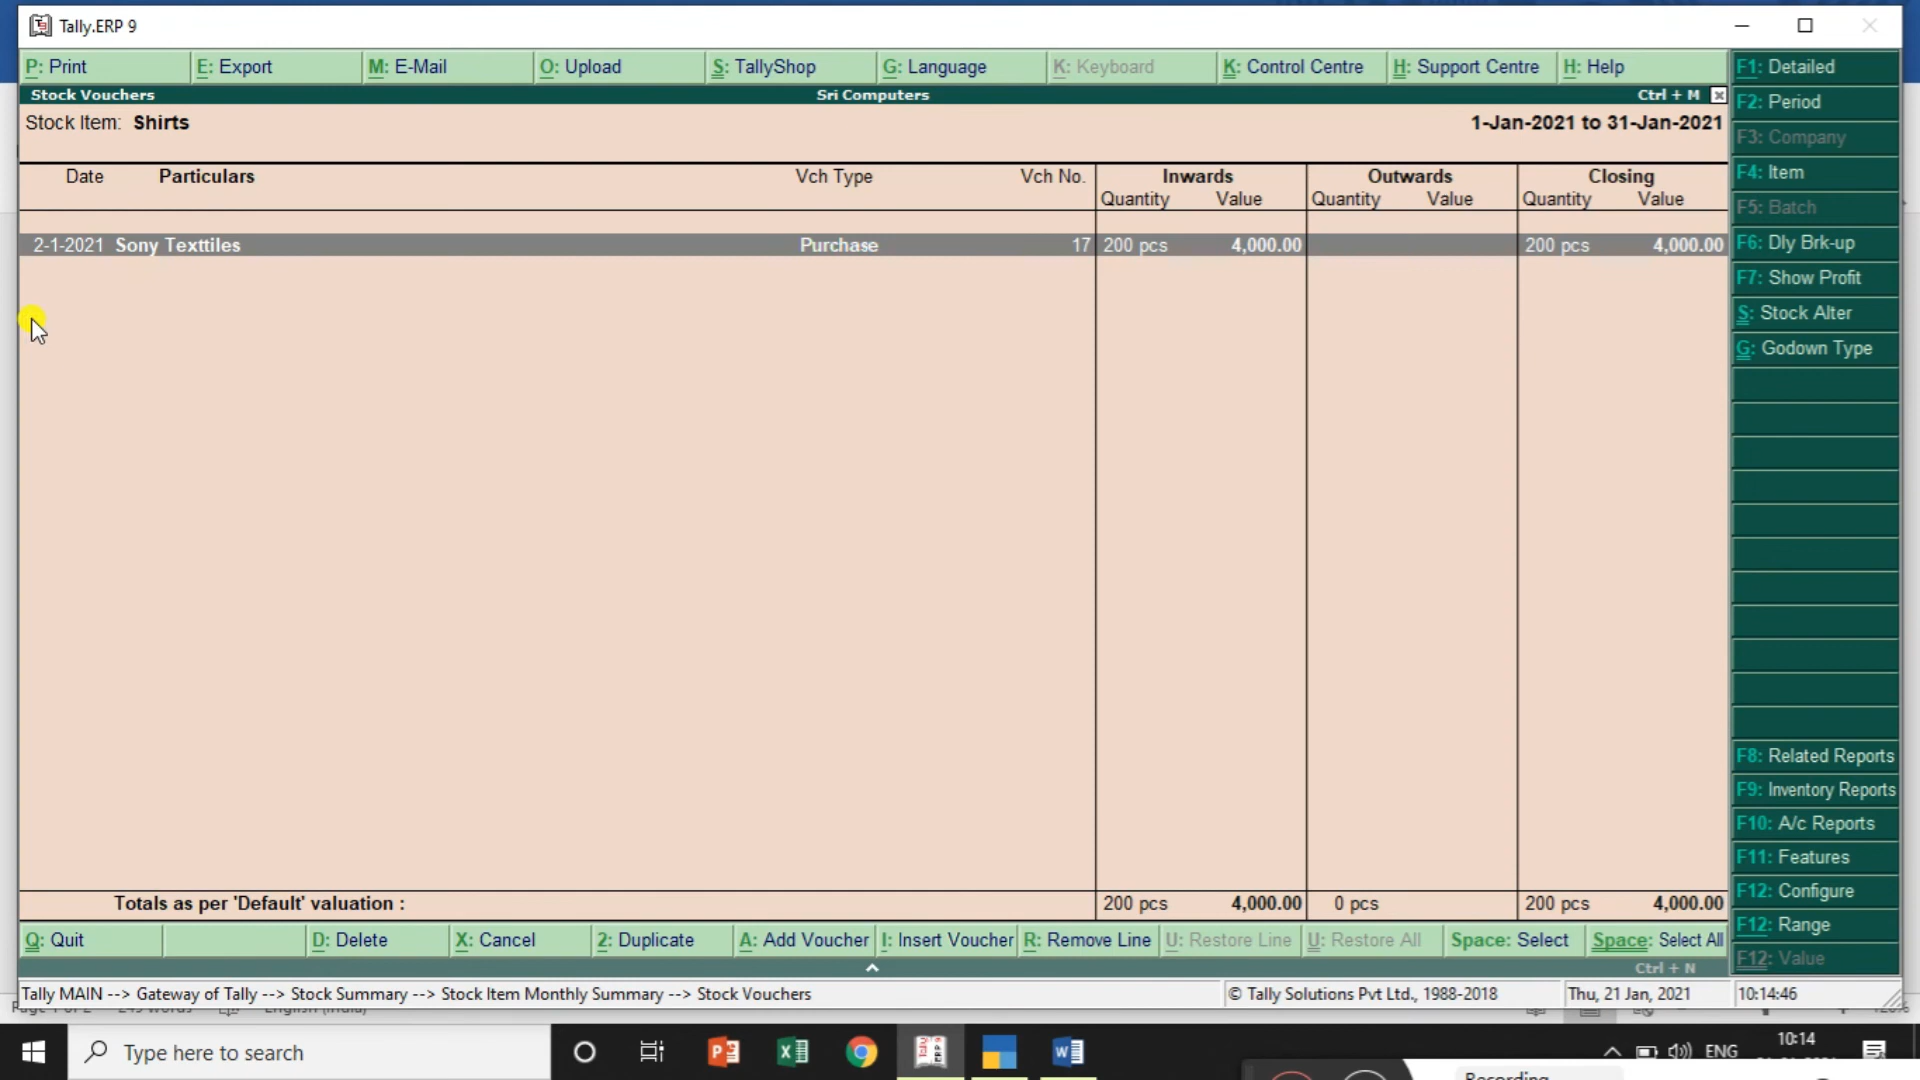 Tally.ERP 9
P: Print E: Export M: E-Mail O: Upload S: TallyShop G: Language K: Keyboard K: Control Centre H: Support Centre H: Help
Stock Vouchers Sri Computers Ctrl + M
Stock Item: Shirts 1-Jan-2021 to 31-Jan-2021
Date Particulars Vch Type Vch No. Inwards Outwards Closing
Quantity Value Quantity Value Quantity Value
2-1-2021 Sony Texttiles Purchase 17 200 pcs 4,000.00 200 pcs 4,000.00
Totals as per 'Default' valuation : 200 pcs 4,000.00 0 pcs 200 pcs 4,000.00
Q: Quit D: Delete X: Cancel 2: Duplicate A: Add Voucher I: Insert Voucher R: Remove Line U: Restore Line U: Restore All Space: Select Space: Select All
Ctrl + N
F1: Detailed
F2: Period
F3: Company
F4: Item
F5: Batch
F6: Dly Brk-up
F7: Show Profit
S: Stock Alter
G: Godown Type
F8: Related Reports
F9: Inventory Reports
F10: A/c Reports
F11: Features
F12: Configure
F12: Range
F12: Value
Tally MAIN --> Gateway of Tally --> Stock Summary --> Stock Item Monthly Summary --> Stock Vouchers © Tally Solutions Pvt Ltd., 1988-2018 Thu, 21 Jan, 2021 10:14:46
Type here to search ENG 10:14
Recording